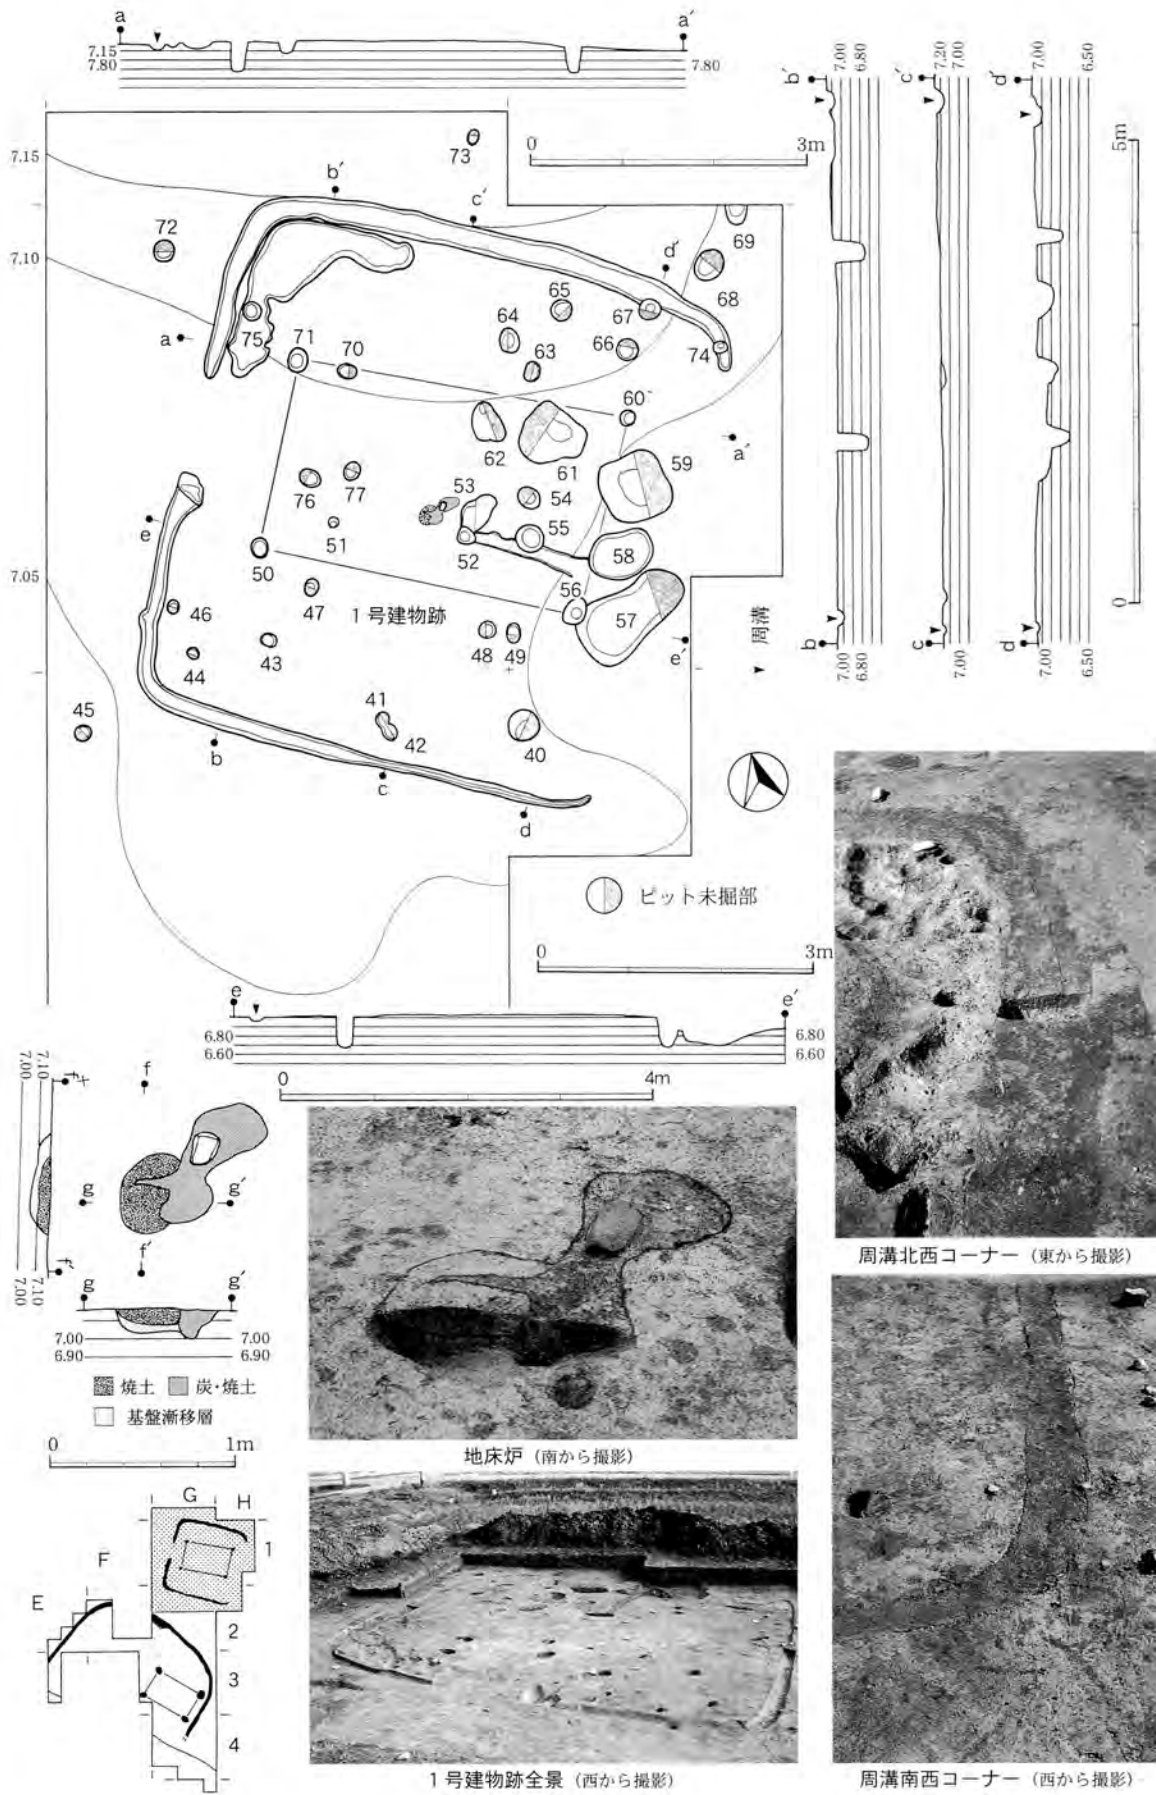 a a′
7.15
7.80 7.80
b′ 7.00 6.80
c′ 7.20 7.00
d′ 7.00 6.50
0 3m
5m
0
7.15
7.10
7.05
73
b′
c′
72
69
d′
68
65
67
64
75
71
70
63
66
74
a
60
a′
62
61
59
53
54
76
77
e
51
52
55
58
50
56
57
47
1号建物跡
46
48
49
e′
43
44
41
45
42
40
b
c
d
▼ 周溝
b 7.00 6.80
c 7.00
d 7.00 6.50
ピット未掘部
0 3m
e e′
6.80 6.80
6.60 6.60
0 4m
7.00
7.10
f
f
g g′
f′
f′
7.00
7.10
g g′
7.00 7.00
6.90 6.90
焼土 炭・焼土
基盤漸移層
0 1m
G H
1
F
E
2
3
4
地床炉 (南から撮影)
1号建物跡全景 (西から撮影)
周溝北西コーナー (東から撮影)
周溝南西コーナー (西から撮影)